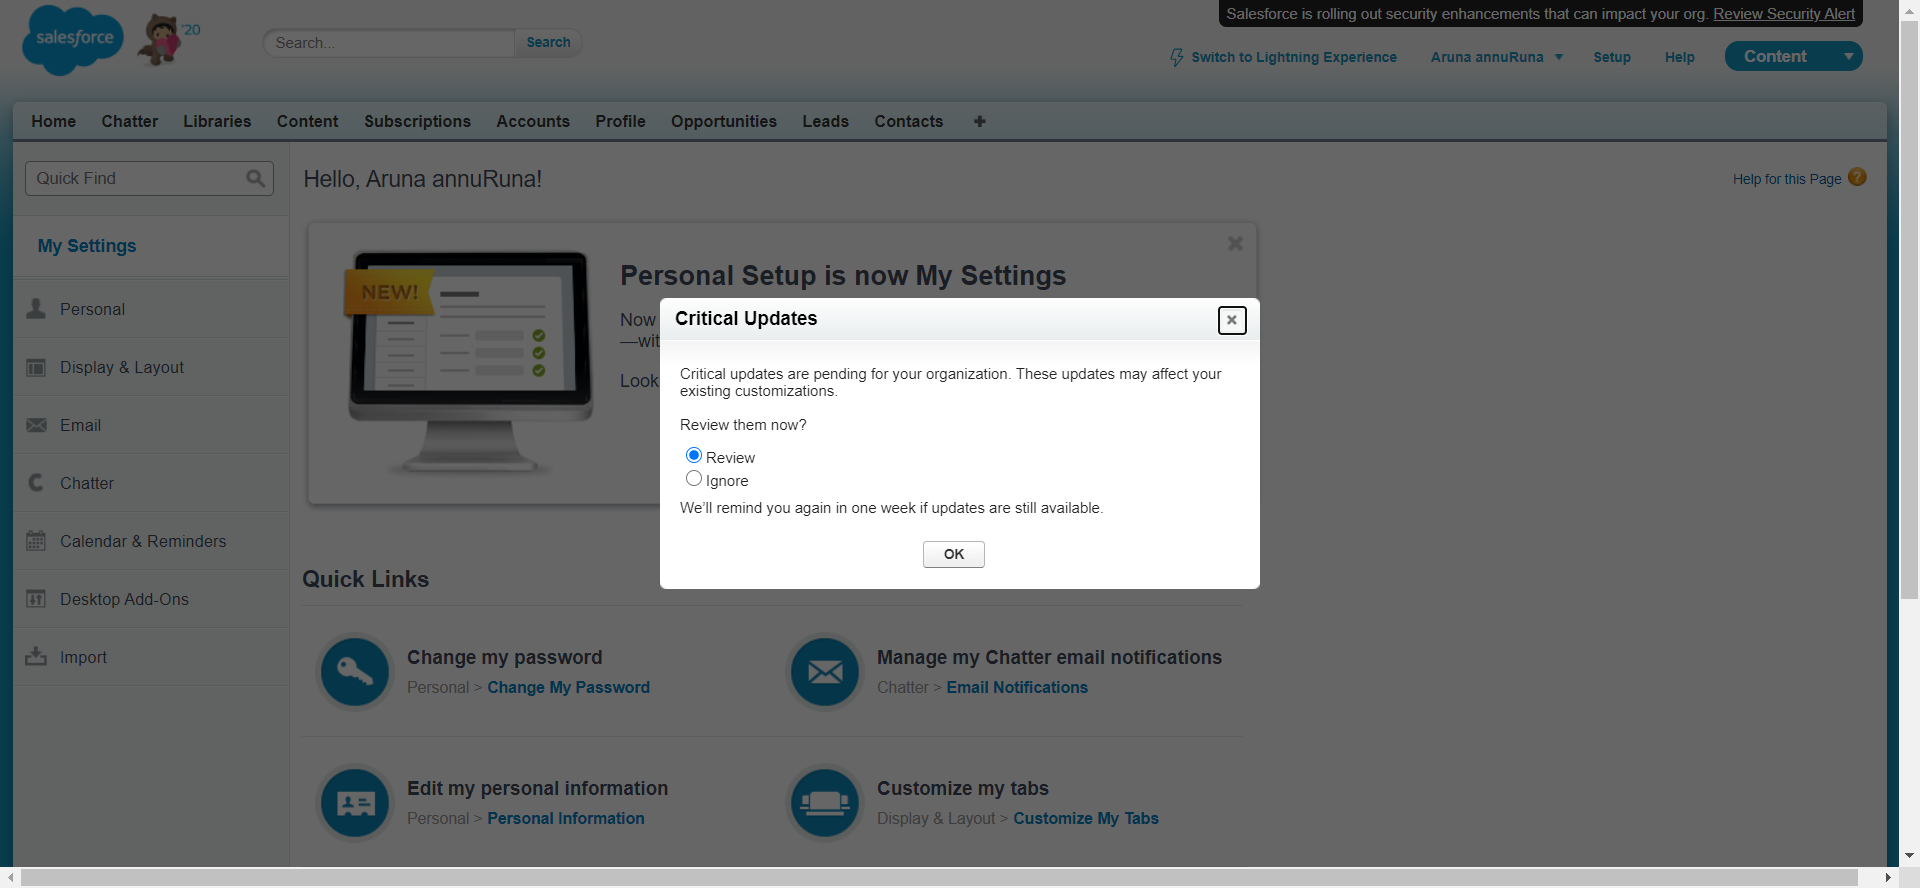 Salesforce is rolling out security enhancements that can impact your org. Review Security Alert
salesforce
'20
Search...
Search
Switch to Lightning Experience
Aruna annuRuna
Setup
Help
Content
Home
Chatter
Libraries
Content
Subscriptions
Accounts
Profile
Opportunities
Leads
Contacts
Quick Find
Hello, Aruna annuRuna!
Help for this Page
?
My Settings
Personal
Display & Layout
Email
Chatter
Calendar & Reminders
Desktop Add-Ons
Import
NEW!
Personal Setup is now My Settings
Now
—wit
Look
Critical Updates
Critical updates are pending for your organization. These updates may affect your
existing customizations.
Review them now?
Review
Ignore
We'll remind you again in one week if updates are still available.
OK
Quick Links
Change my password
Personal > Change My Password
Manage my Chatter email notifications
Chatter > Email Notifications
Edit my personal information
Personal > Personal Information
Customize my tabs
Display & Layout > Customize My Tabs